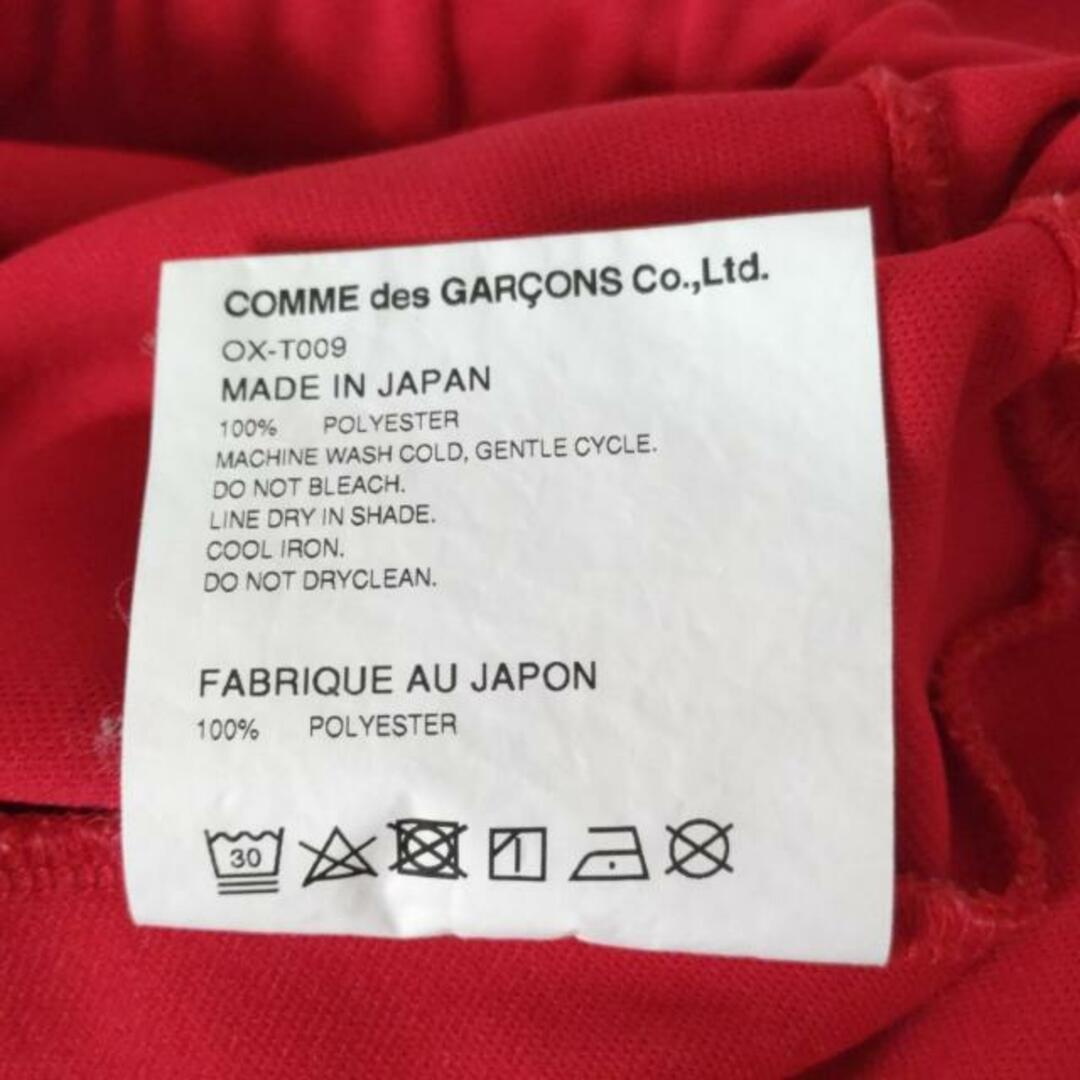 COMME des GARÇONS Co.,Ltd.
OX-T009
MADE IN JAPAN
100% POLYESTER
MACHINE WASH COLD, GENTLE CYCLE.
DO NOT BLEACH.
LINE DRY IN SHADE.
COOL IRON.
DO NOT DRYCLEAN.
FABRIQUE AU JAPON
100% POLYESTER
30